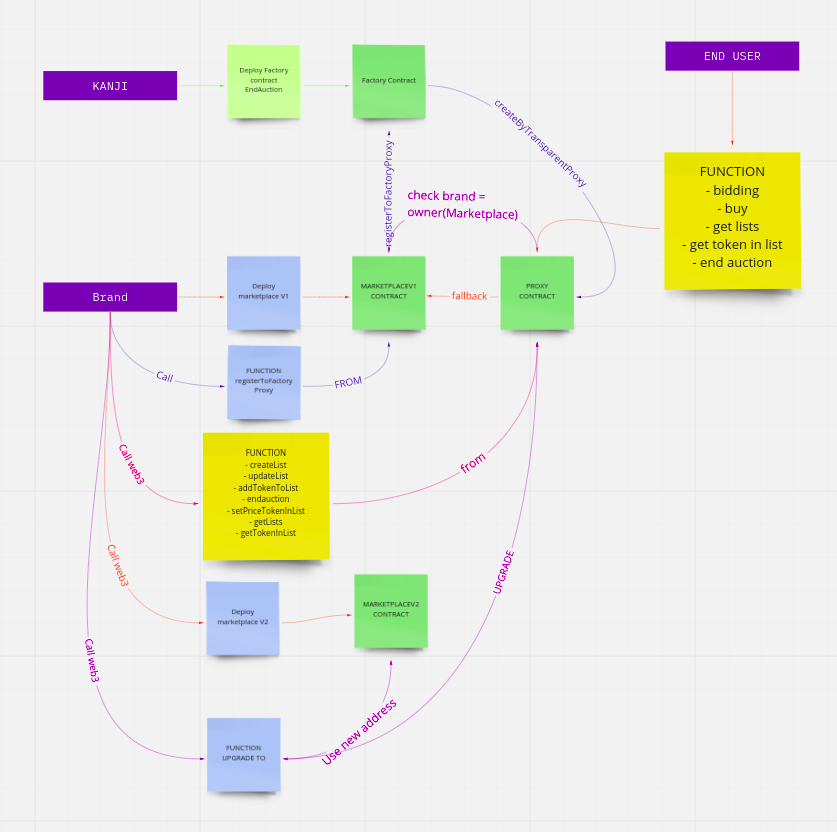 KANJI
Deploy Factory
contract
EndAuction
Factory Contract
END USER
createByTransparentProxy
registerToFactoryProxy
check brand =
owner(Marketplace)
FUNCTION
- bidding
- buy
- get lists
- get token in list
- end auction
Brand
Deploy
marketplace V1
MARKETPLACEV1
CONTRACT
fallback
PROXY
CONTRACT
Call
FUNCTION
registerToFactory
Proxy
FROM
Call web3
FUNCTION
- createList
- updateList
- addTokenToList
- endauction
- setPriceTokenInList
- getLists
- getTokenInList
from
Call web3
Deploy
marketplace V2
MARKETPLACEV2
CONTRACT
UPGRADE
Call web3
FUNCTION
UPGRADE TO
Use new address